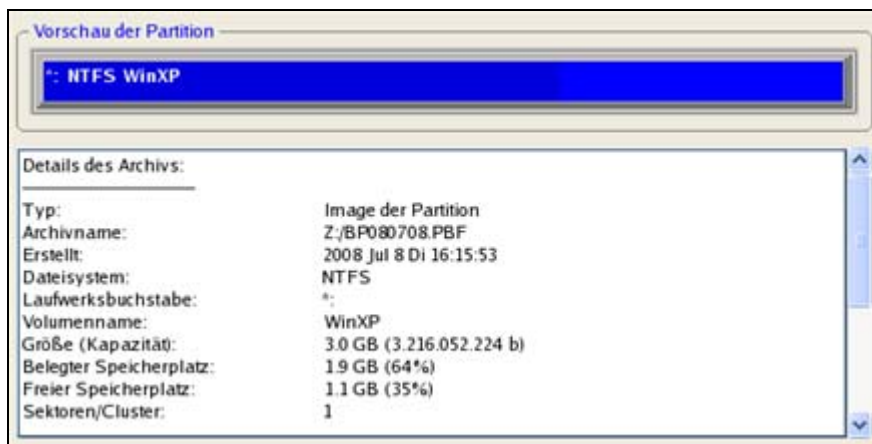 Vorschau der Partition
*: NTFS WinXP
Details des Archivs:
Typ: Image der Partition
Archivname: Z:/BP080708.PBF
Erstellt: 2008 Jul 8 Di 16:15:53
Dateisystem: NTFS
Laufwerksbuchstabe: *:
Volumenname: WinXP
Größe (Kapazität): 3.0 GB (3.216.052.224 b)
Belegter Speicherplatz: 1.9 GB (64%)
Freier Speicherplatz: 1.1 GB (35%)
Sektoren/Cluster: 1